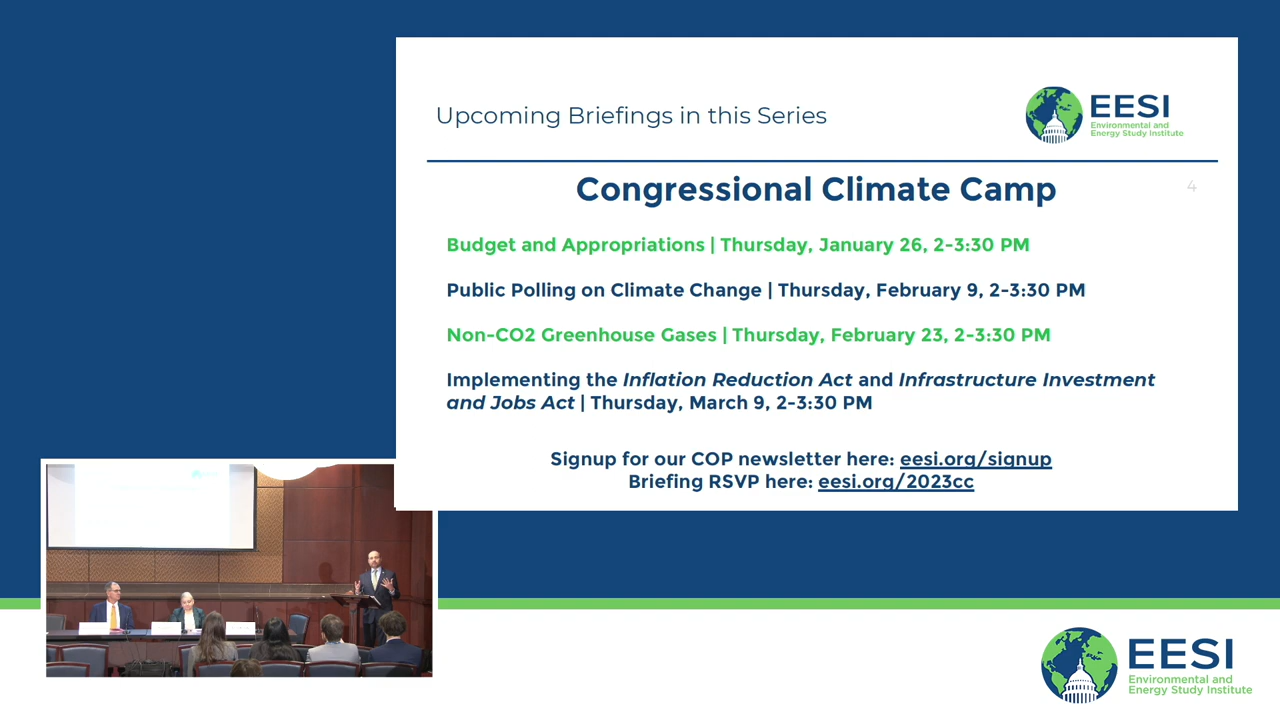 Upcoming Briefings in this Series
EESI
Environmental and
Energy Study Institute
4
Congressional Climate Camp
Budget and Appropriations | Thursday, January 26, 2-3:30 PM
Public Polling on Climate Change | Thursday, February 9, 2-3:30 PM
Non-CO2 Greenhouse Gases | Thursday, February 23, 2-3:30 PM
Implementing the Inflation Reduction Act and Infrastructure Investment
and Jobs Act | Thursday, March 9, 2-3:30 PM
Signup for our COP newsletter here: eesi.org/signup
Briefing RSVP here: eesi.org/2023cc
EESI
Environmental and
Energy Study Institute